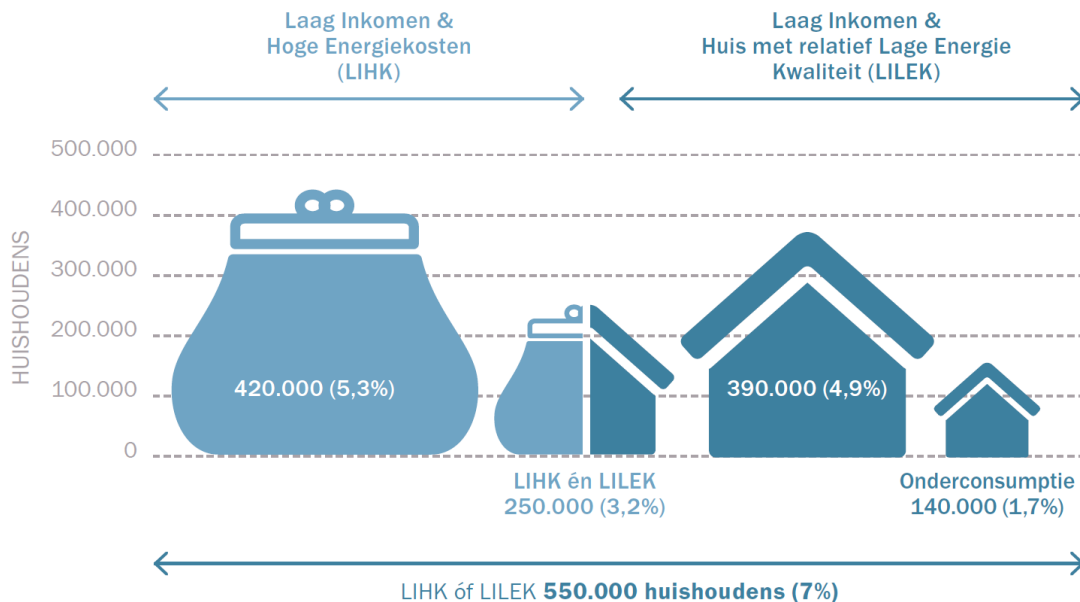 Laag Inkomen &
Hoge Energiekosten
(LIHK)
Laag Inkomen &
Huis met relatief Lage Energie
Kwaliteit (LILEK)
HUISHOUDENS
500.000
400.000
300.000
200.000
100.000
0
420.000 (5,3%)
390.000 (4,9%)
LIHK én LILEK
250.000 (3,2%)
Onderconsumptie
140.000 (1,7%)
LIHK óf LILEK 550.000 huishoudens (7%)